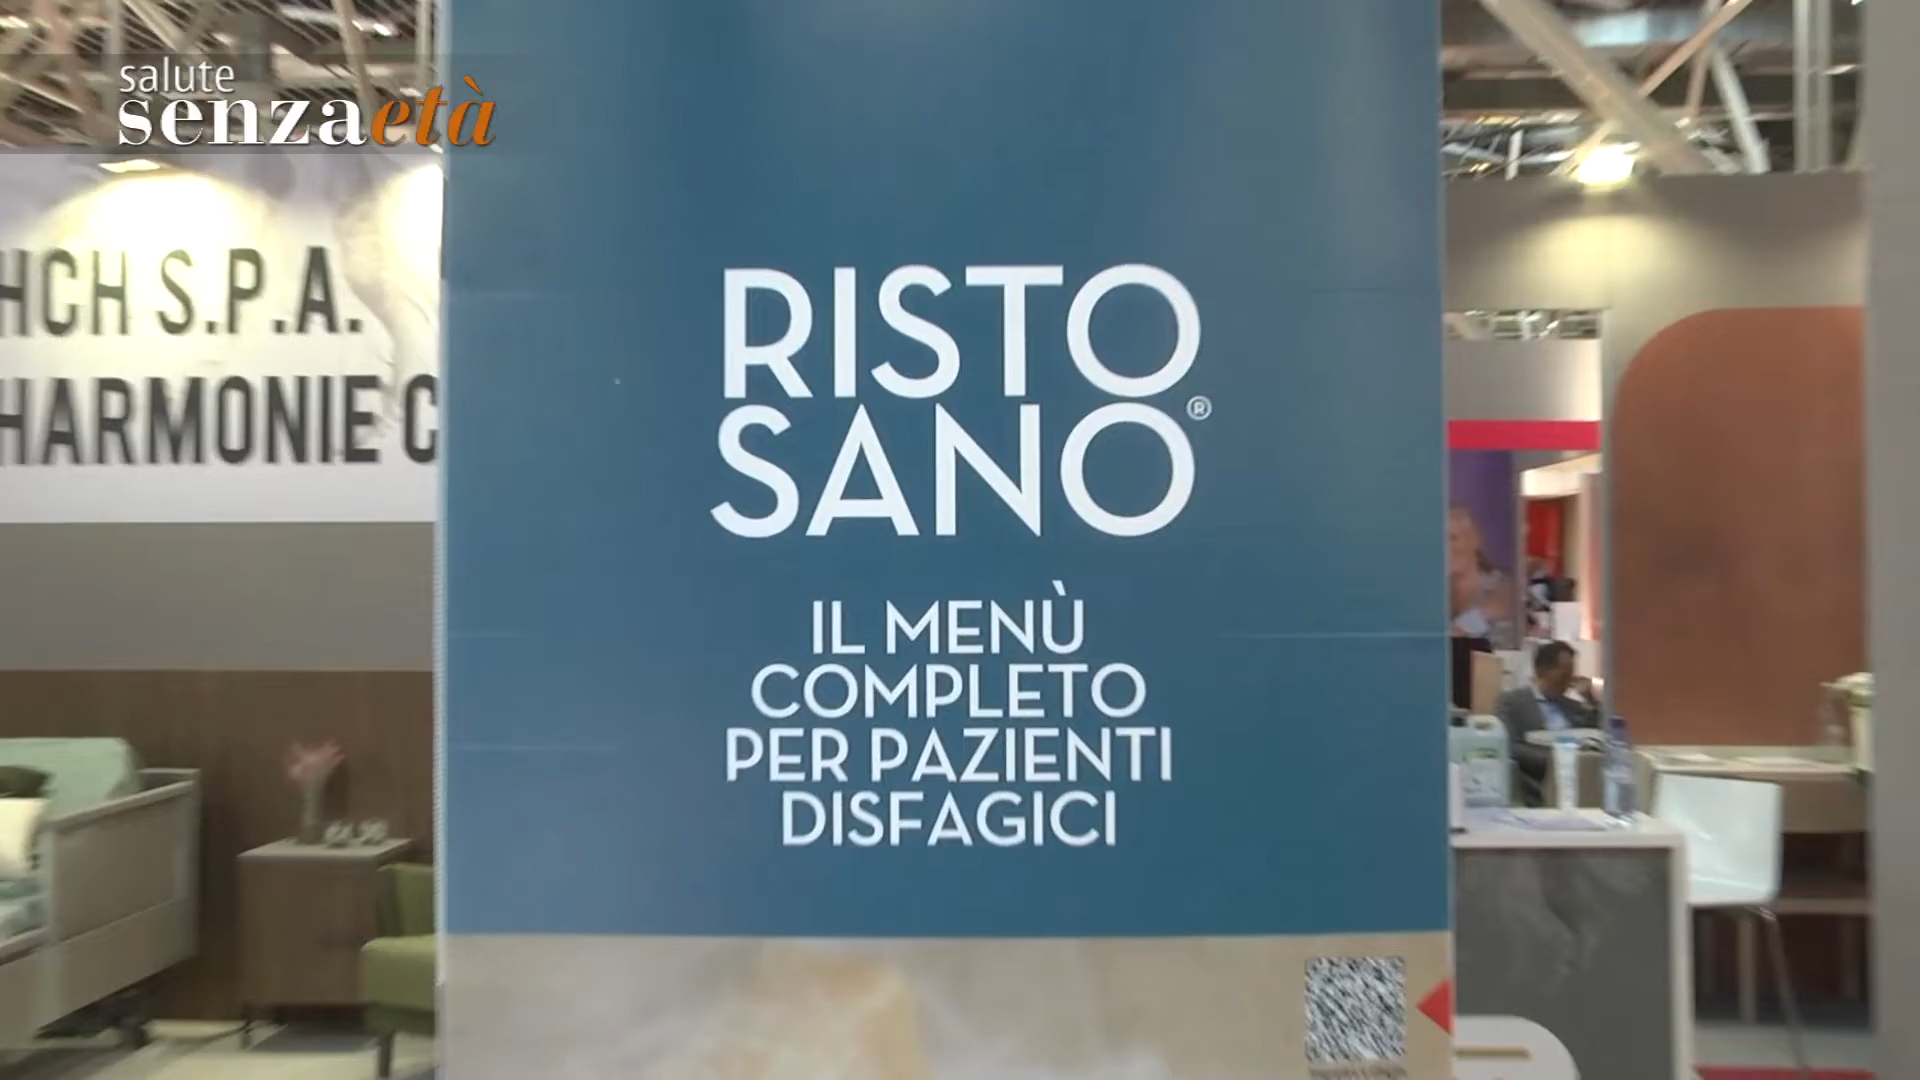 salute
senzaetà
HCH S.P.A.
HARMONIE C
RISTO
SANO®
IL MENÙ
COMPLETO
PER PAZIENTI
DISFAGICI